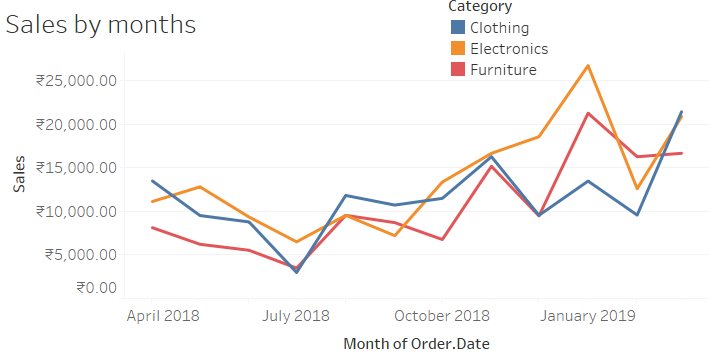 Sales by months
Category
Clothing
Electronics
Furniture
₹25,000.00
₹20,000.00
₹15,000.00
₹10,000.00
₹5,000.00
₹0.00
Sales
April 2018
July 2018
October 2018
January 2019
Month of Order.Date